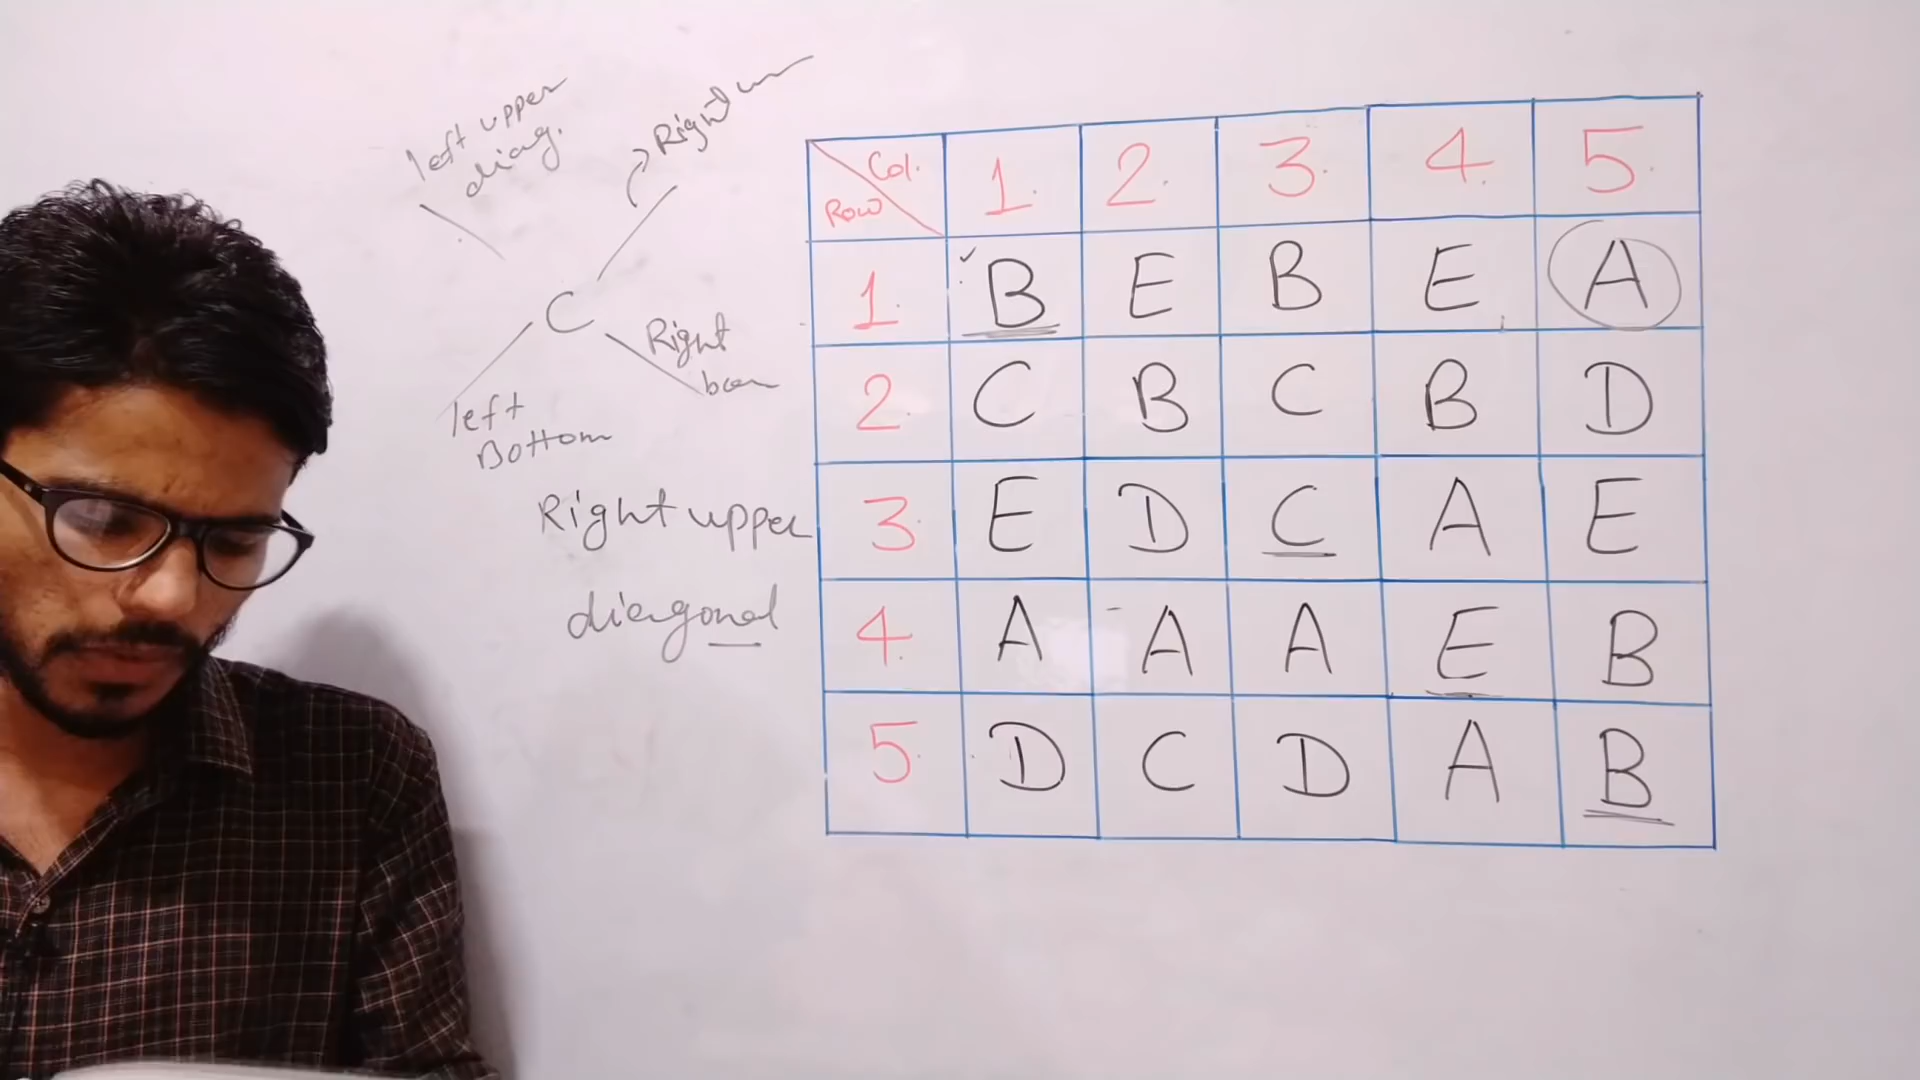 left upper
diag.
Right
C
Right
left
Bottom
Right upper
diagonal
Col. 1. 2. 3. 4. 5.
Row
1. B E B E A
2. C B C B D
3. E D C A E
4. A A A E B
5. D C D A B